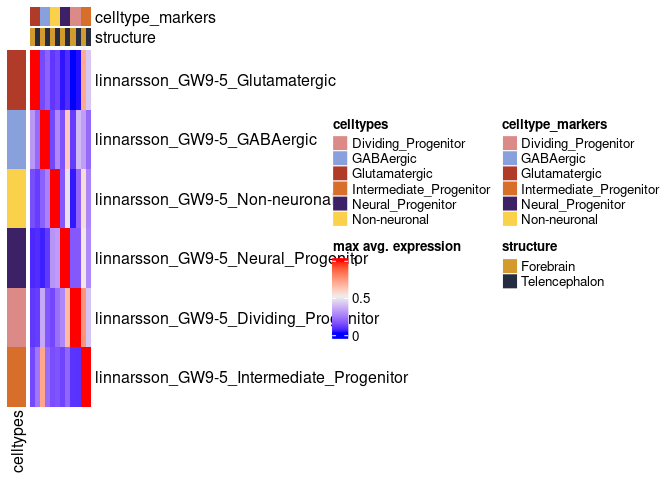 celltype_markers
structure
linnarsson_GW9-5_Glutamatergic
linnarsson_GW9-5_GABAergic
linnarsson_GW9-5_Non-neuronal
linnarsson_GW9-5_Neural_Progenitor
linnarsson_GW9-5_Dividing_Progenitor
linnarsson_GW9-5_Intermediate_Progenitor
celltypes
celltypes
Dividing_Progenitor
GABAergic
Glutamatergic
Intermediate_Progenitor
Neural_Progenitor
Non-neuronal
max avg. expression
0.5
0
celltype_markers
Dividing_Progenitor
GABAergic
Glutamatergic
Intermediate_Progenitor
Neural_Progenitor
Non-neuronal
structure
Forebrain
Telencephalon